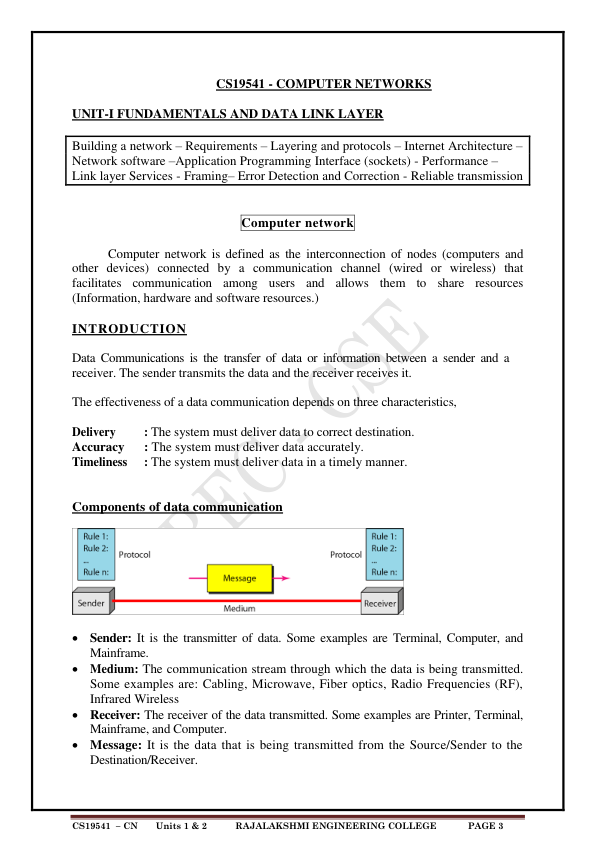 CS19541 - COMPUTER NETWORKS
UNIT-I FUNDAMENTALS AND DATA LINK LAYER
Building a network – Requirements – Layering and protocols – Internet Architecture –
Network software –Application Programming Interface (sockets) - Performance –
Link layer Services - Framing– Error Detection and Correction - Reliable transmission
Computer network
Computer network is defined as the interconnection of nodes (computers and
other devices) connected by a communication channel (wired or wireless) that
facilitates communication among users and allows them to share resources
(Information, hardware and software resources.)
INTRODUCTION
Data Communications is the transfer of data or information between a sender and a
receiver. The sender transmits the data and the receiver receives it.
The effectiveness of a data communication depends on three characteristics,
Delivery : The system must deliver data to correct destination.
Accuracy : The system must deliver data accurately.
Timeliness : The system must deliver data in a timely manner.
REC - CSE
Components of data communication
Rule 1:
Rule 2:
...
Rule n:
Protocol
Message
Protocol
Rule 1:
Rule 2:
...
Rule n:
Sender
Medium
Receiver
• Sender: It is the transmitter of data. Some examples are Terminal, Computer, and
Mainframe.
• Medium: The communication stream through which the data is being transmitted.
Some examples are: Cabling, Microwave, Fiber optics, Radio Frequencies (RF),
Infrared Wireless
• Receiver: The receiver of the data transmitted. Some examples are Printer, Terminal,
Mainframe, and Computer.
• Message: It is the data that is being transmitted from the Source/Sender to the
Destination/Receiver.
CS19541 – CN Units 1 & 2 RAJALAKSHMI ENGINEERING COLLEGE PAGE 3